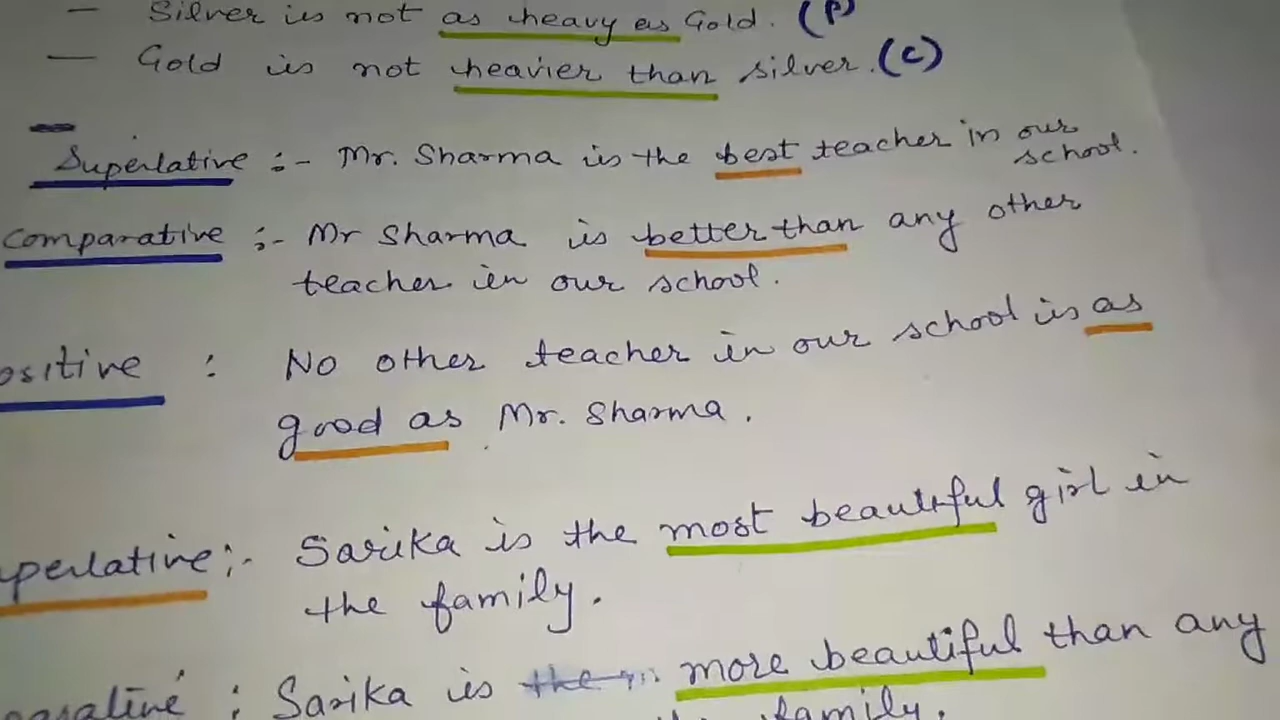 — Silver is not as heavy as Gold. (P)
— Gold is not heavier than silver. (C)
Superlative :- Mr. Sharma is the best teacher in our
school.
Comparative :- Mr Sharma is better than any other
teacher in our school.
ositive : No other teacher in our school is as
good as Mr. Sharma.
perlative :- Sarika is the most beautiful girl in
the family.
parative : Sarika is the more beautiful than any
family.